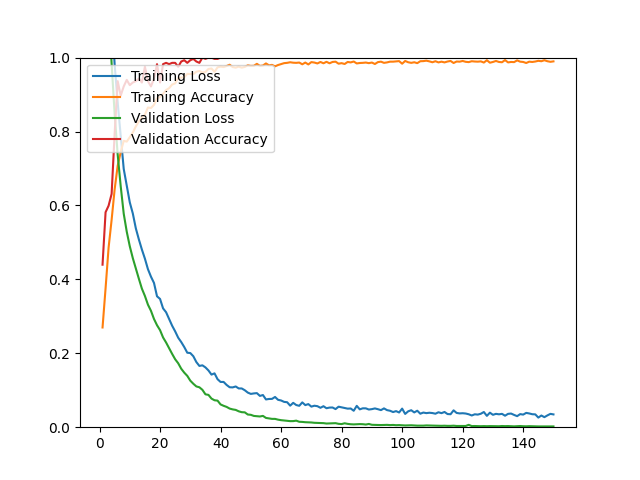 1.0
0.8
0.6
0.4
0.2
0.0
Training Loss
Training Accuracy
Validation Loss
Validation Accuracy
0 20 40 60 80 100 120 140